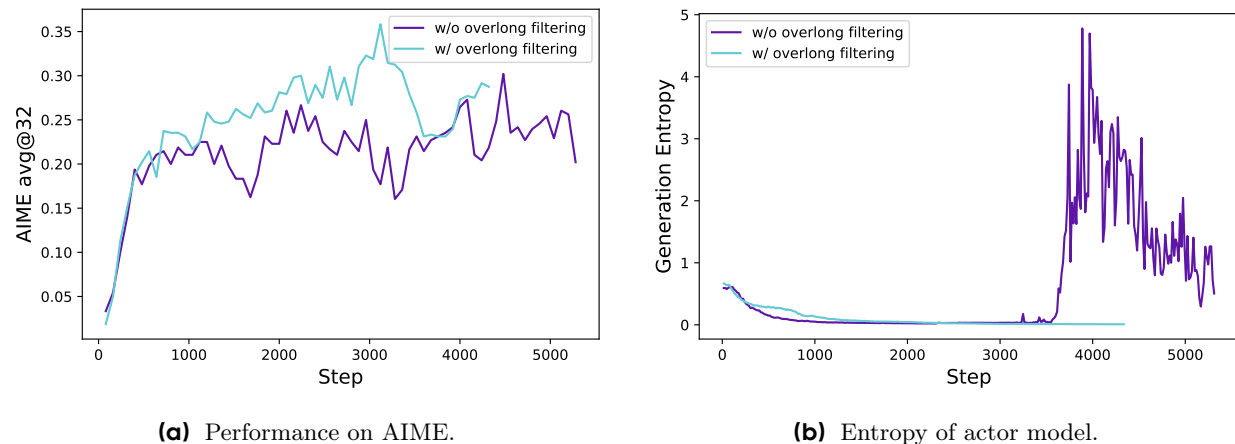 w/o overlong filtering
w/ overlong filtering
0.35
0.30
0.25
0.20
0.15
0.10
0.05
AIME avg@32
0
1000
2000
3000
4000
5000
Step
(a) Performance on AIME.
w/o overlong filtering
w/ overlong filtering
5
4
3
2
1
0
Generation Entropy
0
1000
2000
3000
4000
5000
Step
(b) Entropy of actor model.